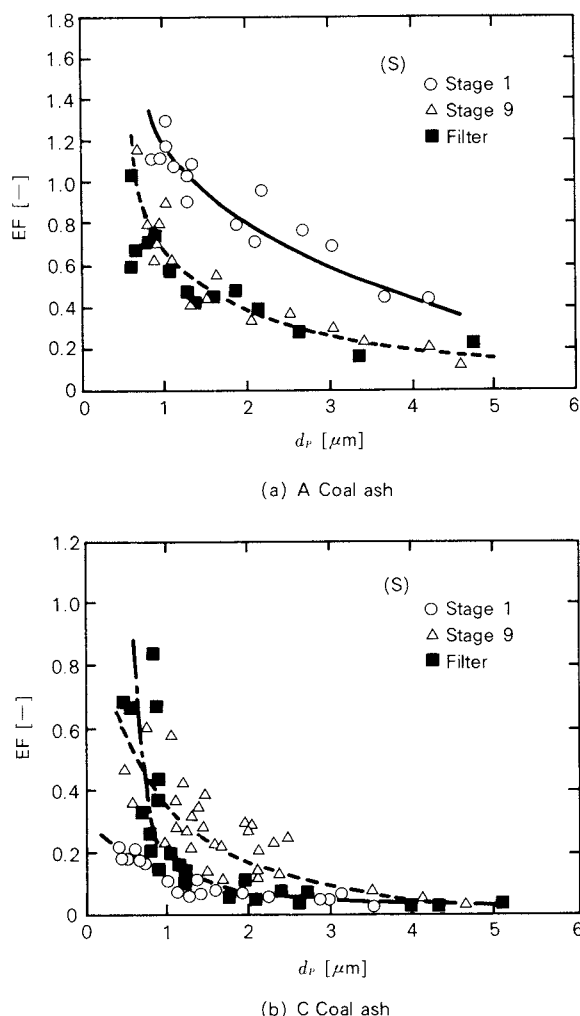 1.8
1.6
1.4
1.2
1.0
0.8
0.6
0.4
0.2
0
EF [—]
(S)
○ Stage 1
△ Stage 9
■ Filter
0 1 2 3 4 5 6
dP [μm]
(a) A Coal ash
1.2
1.0
0.8
0.6
0.4
0.2
0
EF [—]
(S)
○ Stage 1
△ Stage 9
■ Filter
0 1 2 3 4 5 6
dP [μm]
(b) C Coal ash